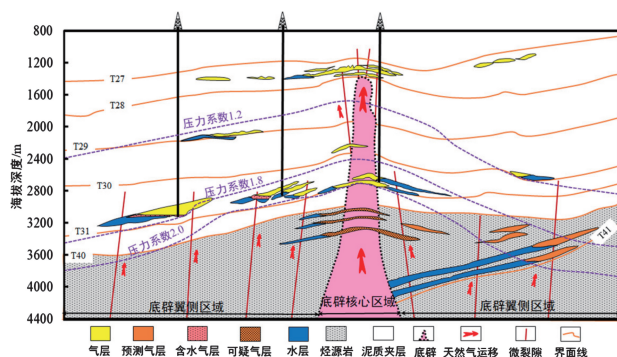 800
1200
1600
2000
2400
2800
3200
3600
4000
4400
海拔深度/m
T27
T28
T29
T30
T31
T40
T41
压力系数1.2
压力系数1.8
压力系数2.0
底辟翼侧区域
底辟核心区域
底辟翼侧区域
气层
预测气层
含水气层
可疑气层
水层
烃源岩
泥质夹层
底辟
天然气运移
微裂隙
界面线